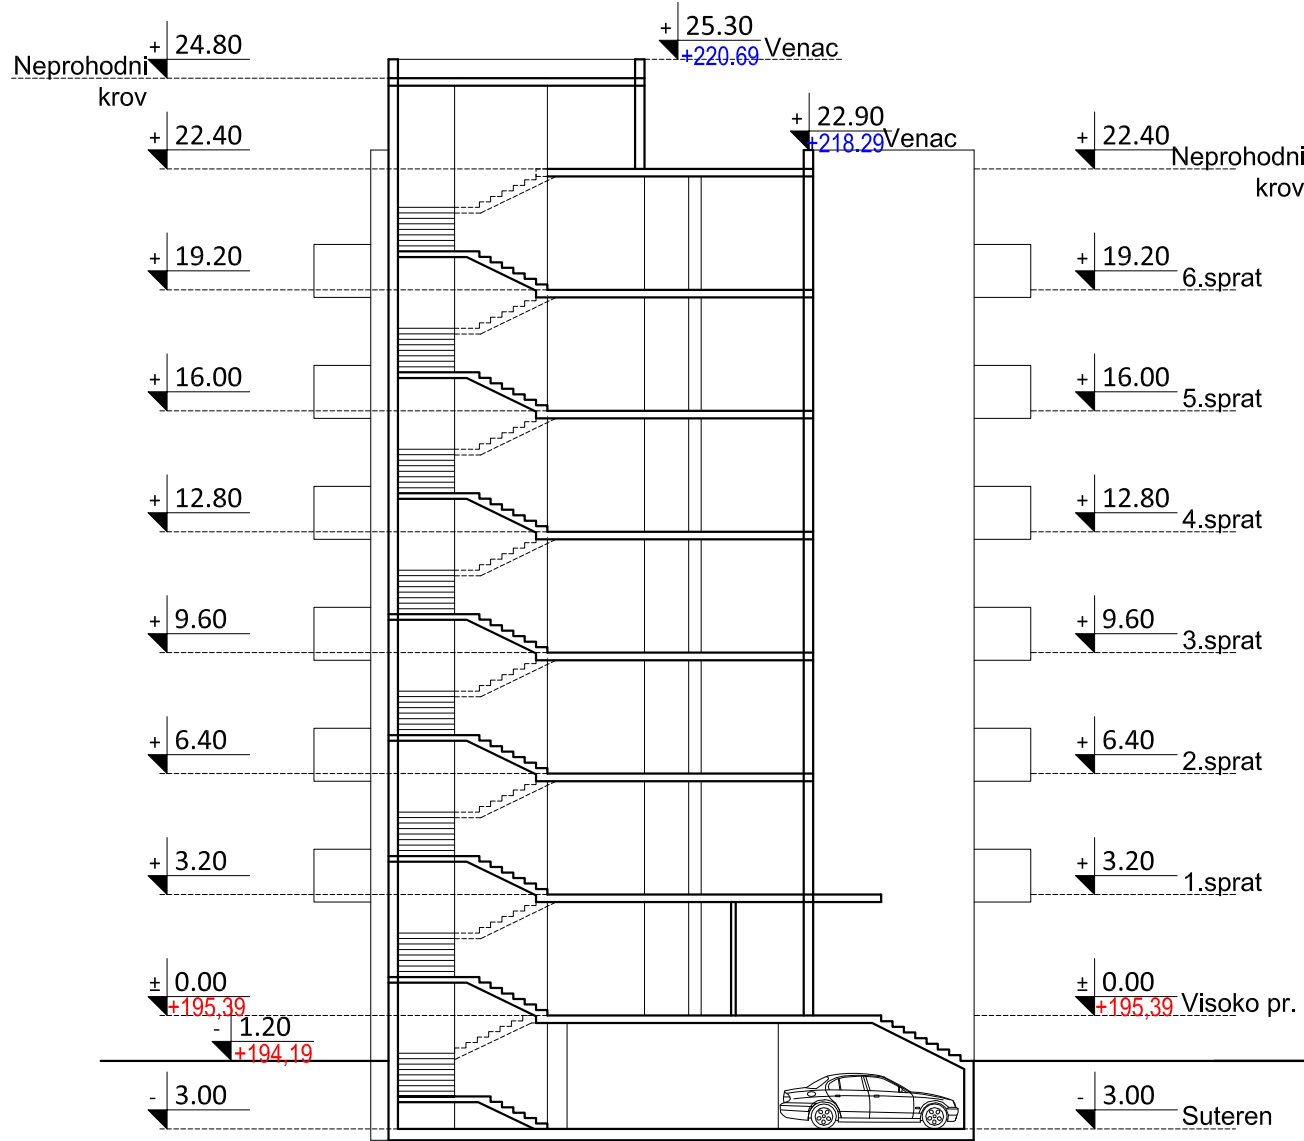 + 25.30
+220.69 Venac
+ 24.80
Neprohodni
krov
+ 22.90
+218.29 Venac
+ 22.40
+ 22.40
Neprohodni
krov
+ 19.20
+ 19.20
6.sprat
+ 16.00
+ 16.00
5.sprat
+ 12.80
+ 12.80
4.sprat
+ 9.60
+ 9.60
3.sprat
+ 6.40
+ 6.40
2.sprat
+ 3.20
+ 3.20
1.sprat
± 0.00
+195,39
± 0.00
+195,39 Visoko pr.
- 1.20
+194,19
- 3.00
- 3.00
Suteren